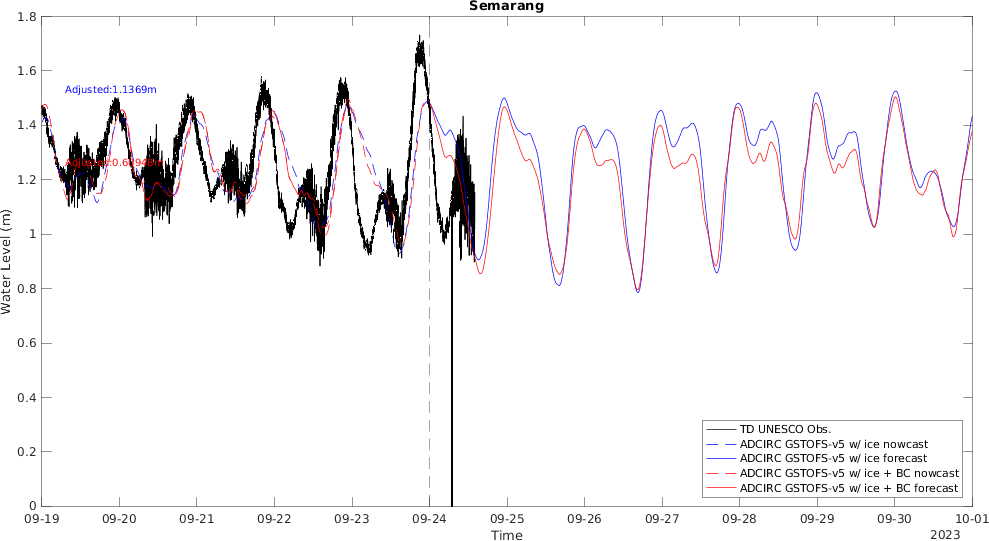 Semarang
1.8
1.6
1.4
1.2
1
0.8
0.6
0.4
0.2
0
Water Level (m)
Adjusted:1.1369m
09-19
09-20
09-21
09-22
09-23
09-24
09-25
09-26
09-27
09-28
09-29
09-30
10-01
Time
2023
TD UNESCO Obs.
ADCIRC GSTOFS-v5 w/ ice nowcast
ADCIRC GSTOFS-v5 w/ ice forecast
ADCIRC GSTOFS-v5 w/ ice + BC nowcast
ADCIRC GSTOFS-v5 w/ ice + BC forecast